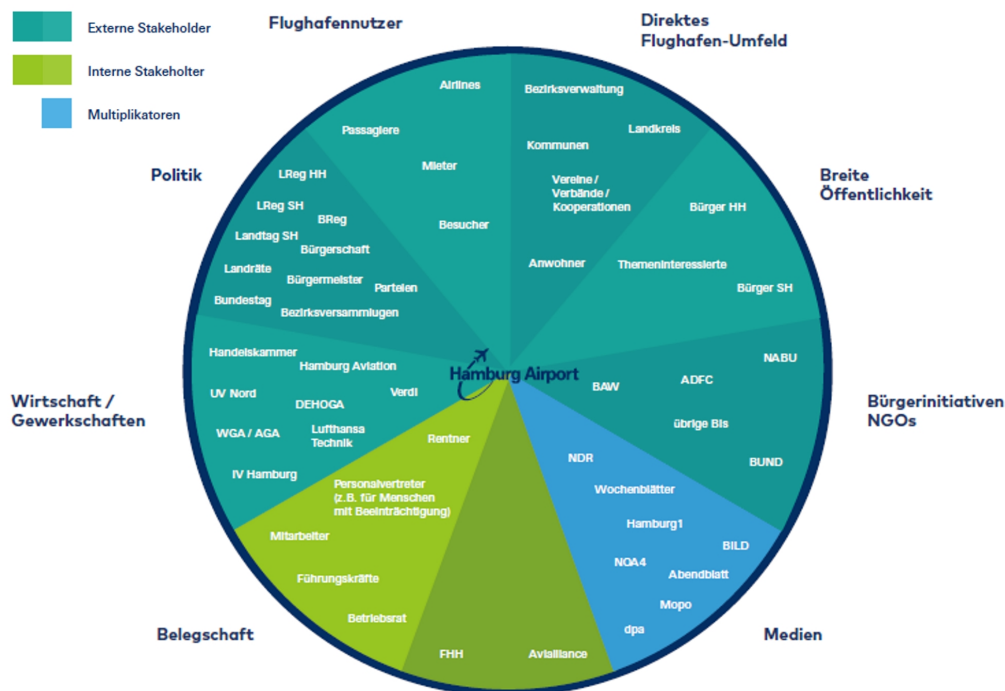 Externe Stakeholder
Interne Stakeholter
Multiplikatoren
Flughafennutzer
Airlines
Passagiere
Mieter
Besucher
Direktes
Flughafen-Umfeld
Bezirksverwaltung
Landkreis
Kommunen
Vereine /
Verbände /
Kooperationen
Anwohner
Breite
Öffentlichkeit
Bürger HH
Themeninteressierte
Bürger SH
Bürgerinitiativen
NGOs
NABU
ADFC
BAW
übrige BIs
BUND
Medien
NDR
Wochenblätter
Hamburg1
BILD
NOA4
Abendblatt
Mopo
dpa
FHH
Avialliance
Belegschaft
Rentner
Personalvertreter
(z.B. für Menschen
mit Beeinträchtigung)
Mitarbeiter
Führungskräfte
Betriebsrat
Wirtschaft /
Gewerkschaften
Handelskammer
Hamburg Aviation
UV Nord
Verdi
DEHOGA
WGA / AGA
Lufthansa
Technik
IV Hamburg
Politik
LReg HH
LReg SH
BReg
Landtag SH
Bürgerschaft
Landräte
Bürgermeister
Parteien
Bundestag
Bezirksversammlugen
Hamburg Airport